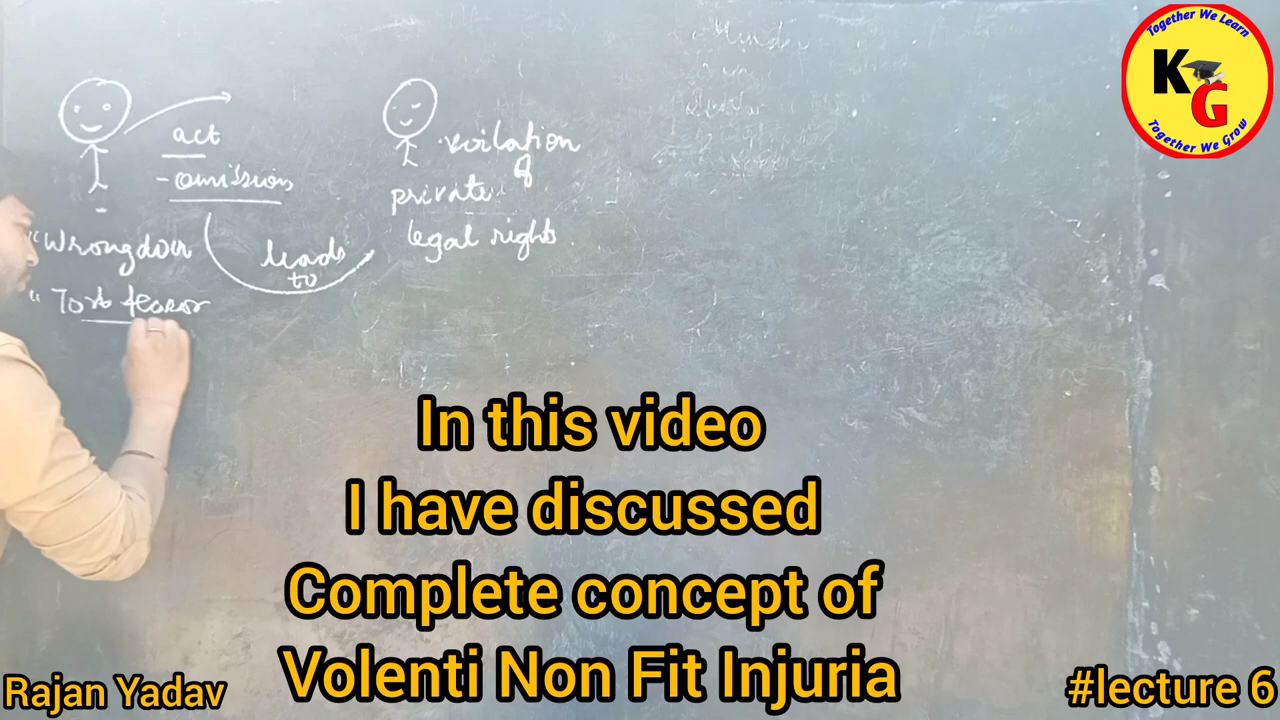 Together We Learn
KG
Together We Grow
act
- omission
"Wrongdoer
" Tort feasor
leads
to
voilation
of
private
legal rights
In this video
I have discussed
Complete concept of
Volenti Non Fit Injuria
Rajan Yadav
#lecture 6